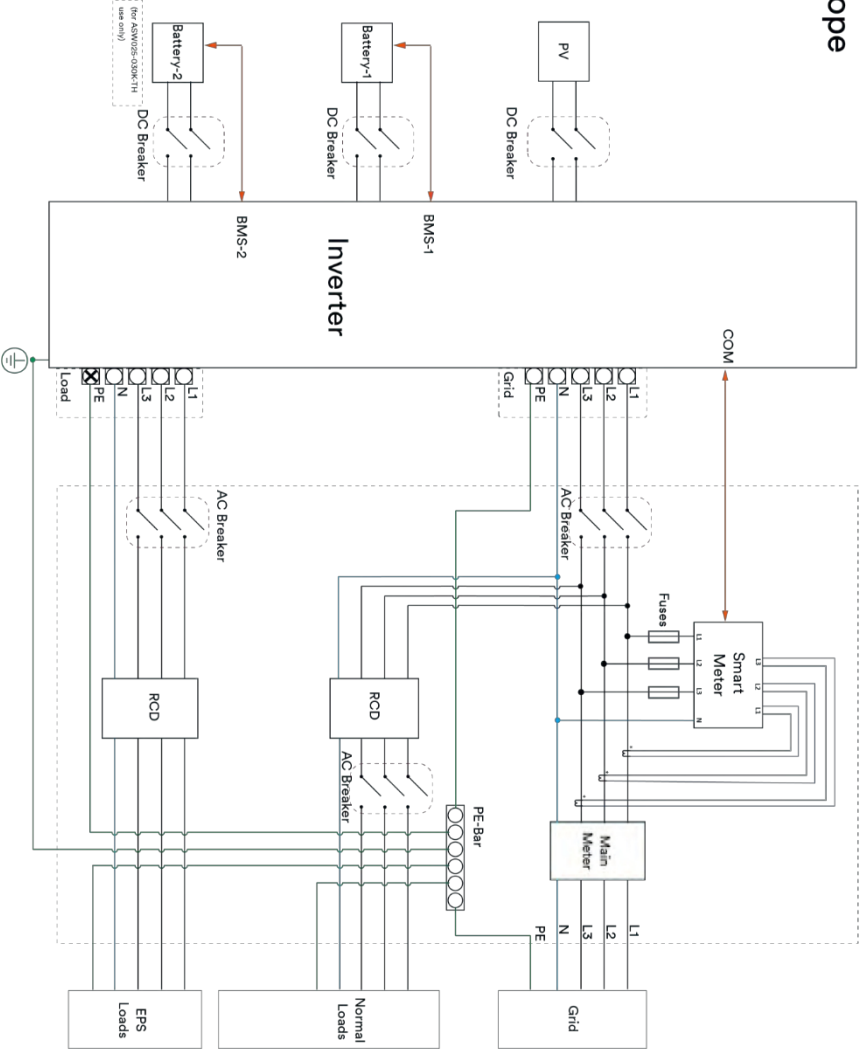 ope
COM
L3
L2
L1
Smart
Meter
L1
L2
L3
N
Fuses
L1
L2
L3
N
PE
Grid
AC Breaker
Main
Meter
L1
L2
L3
N
PE
Grid
PV
DC Breaker
PE-Bar
BMS-1
Battery-1
DC Breaker
Inverter
RCD
AC Breaker
Normal
Loads
BMS-2
Battery-2
DC Breaker
(for ASW025-030K-TH
use only)
AC Breaker
L1
L2
L3
N
PE
Load
RCD
EPS
Loads